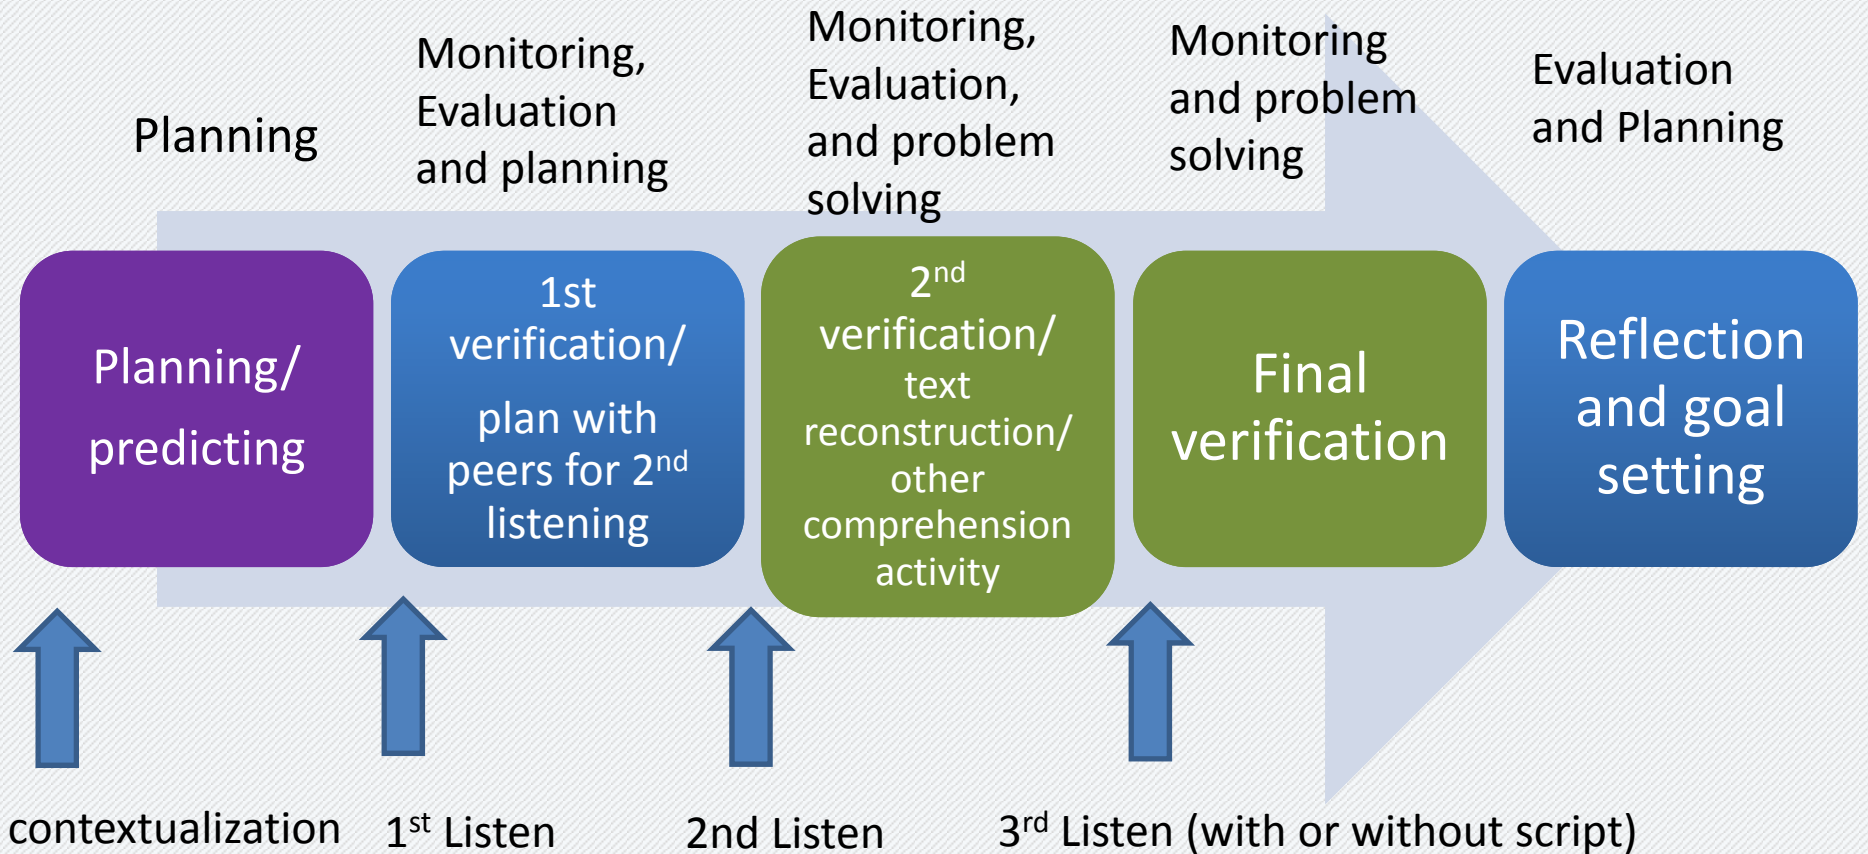 Planning
Monitoring,
Evaluation
and planning
Monitoring,
Evaluation,
and problem
solving
Monitoring
and problem
solving
Evaluation
and Planning
Planning/
predicting
1st
verification/
plan with
peers for 2nd
listening
2nd
verification/
text
reconstruction/
other
comprehension
activity
Final
verification
Reflection
and goal
setting
contextualization
1st Listen
2nd Listen
3rd Listen (with or without script)